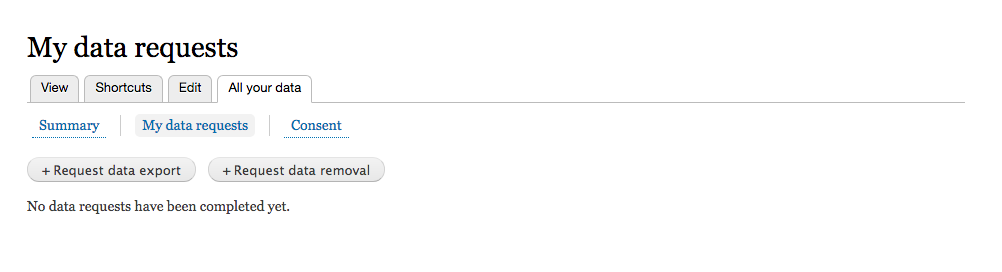 My data requests
View Shortcuts Edit All your data
Summary My data requests Consent
+ Request data export + Request data removal
No data requests have been completed yet.